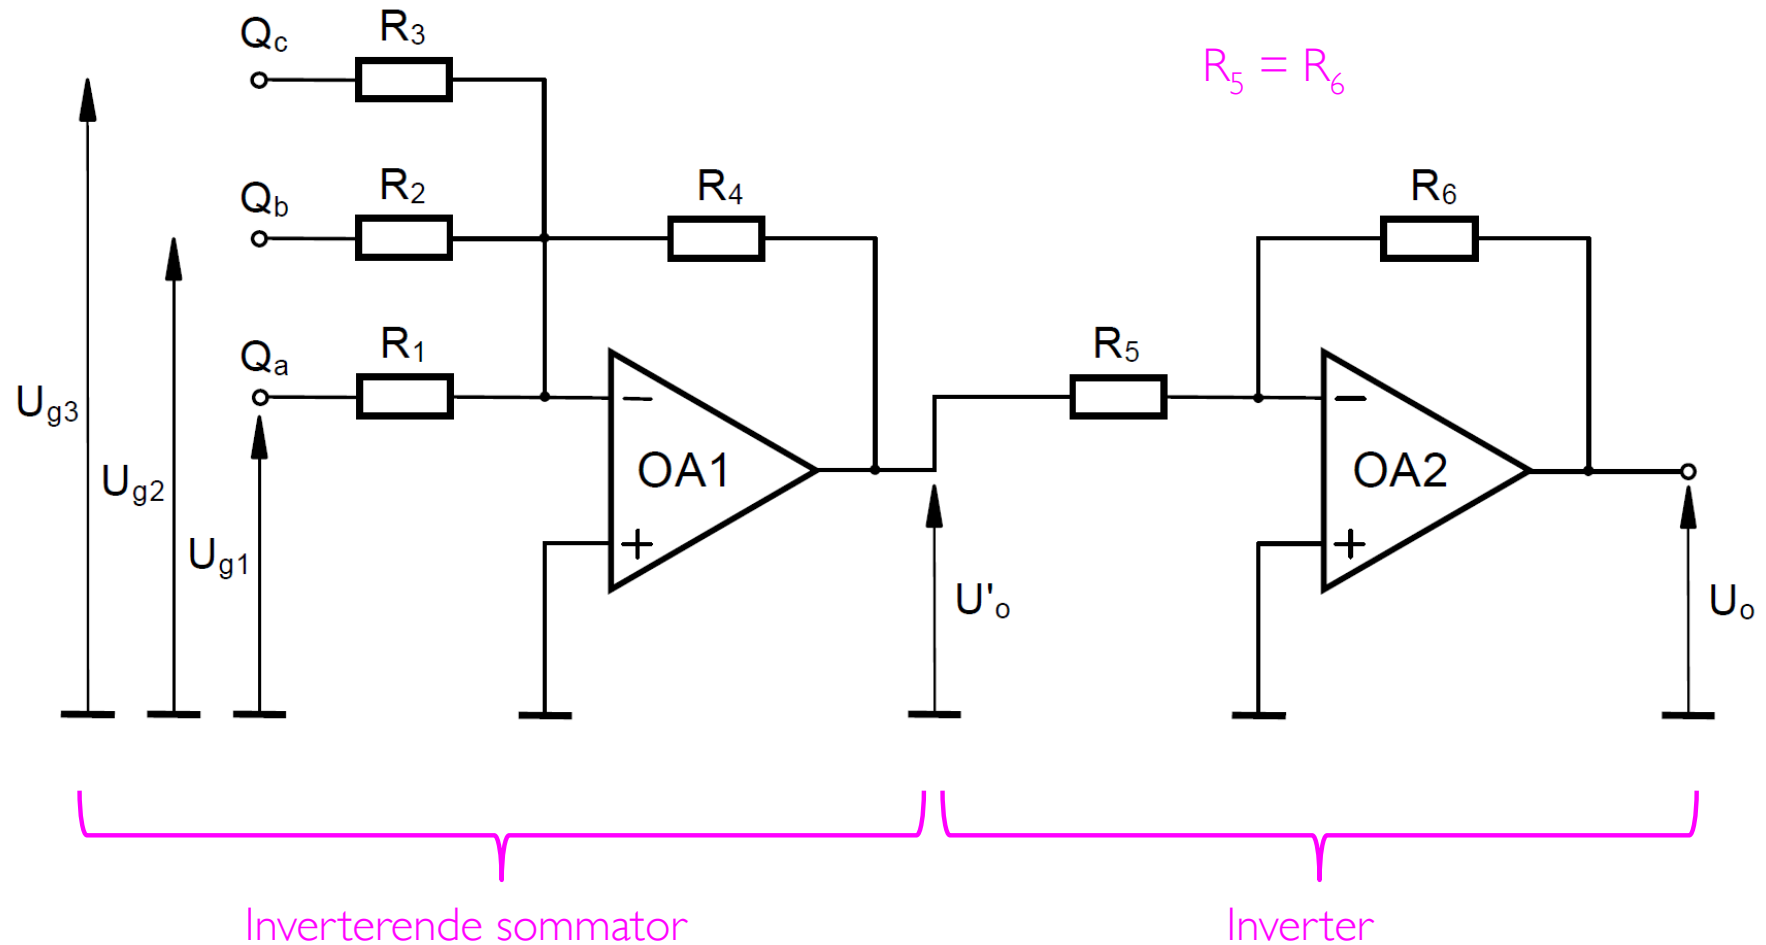 Qc
R3
R5 = R6
Qb
R2
R4
R6
Qa
R1
R5
Ug3
Ug2
Ug1
−
OA1
+
U'o
−
OA2
+
Uo
Inverterende sommator
Inverter